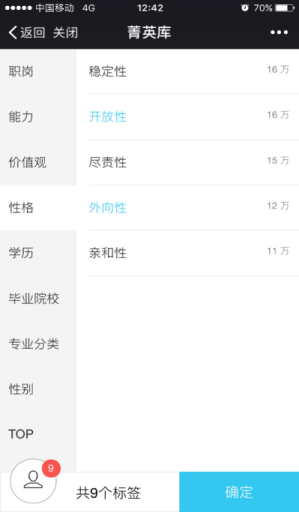 中国移动 4G 12:42 70%
返回 关闭 菁英库
职岗 稳定性 16 万
能力 开放性 16 万
价值观 尽责性 15 万
性格 外向性 12 万
学历 亲和性 11 万
毕业院校
专业分类
性别
TOP
9
共9个标签 确定